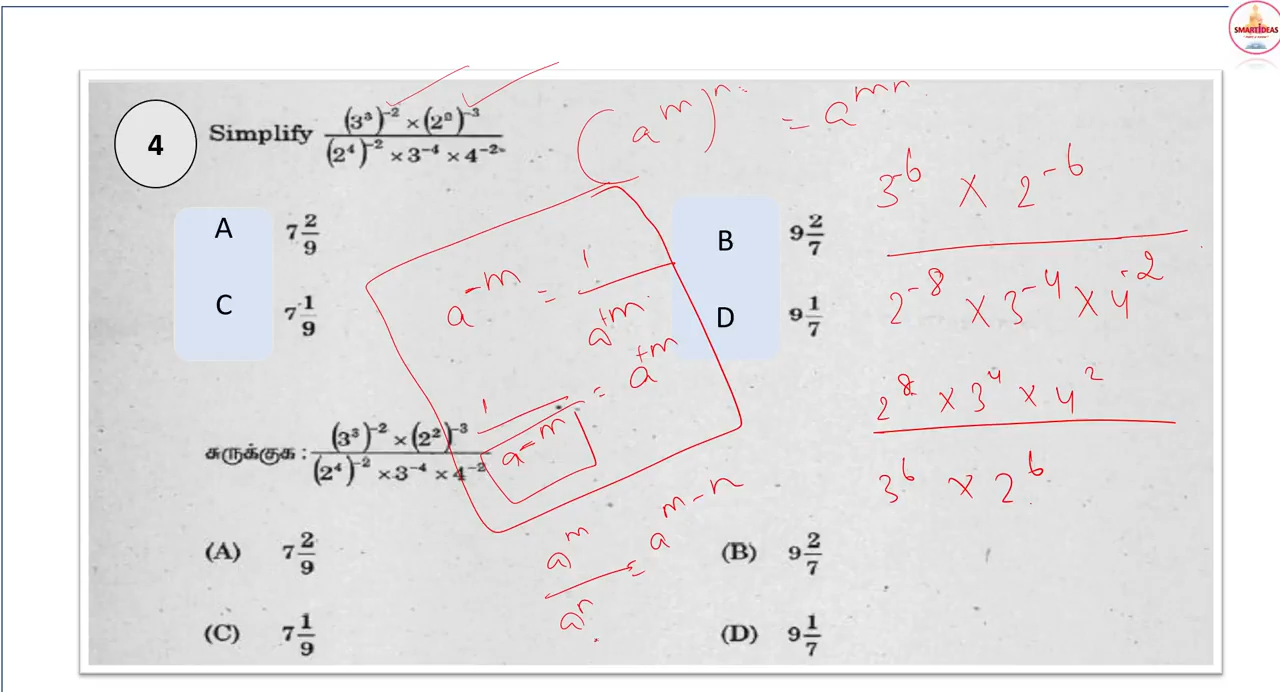 SMARTIDEAS
4
Simplify (3³)⁻² × (2²)⁻³ / (2⁴)⁻² × 3⁻⁴ × 4⁻²
(aᵐ)ⁿ = aᵐⁿ
A 7 2/9
B 9 2/7
C 7 1/9
D 9 1/7
3⁻⁶ × 2⁻⁶ / 2⁻⁸ × 3⁻⁴ × 4⁻²
a⁻ᵐ = 1 / a⁺ᵐ
1 / a⁻ᵐ = a⁺ᵐ
2⁸ × 3⁴ × 4² / 3⁶ × 2⁶
சுருக்குக : (3³)⁻² × (2²)⁻³ / (2⁴)⁻² × 3⁻⁴ × 4⁻²
aᵐ / aⁿ = aᵐ⁻ⁿ
(A) 7 2/9
(B) 9 2/7
(C) 7 1/9
(D) 9 1/7